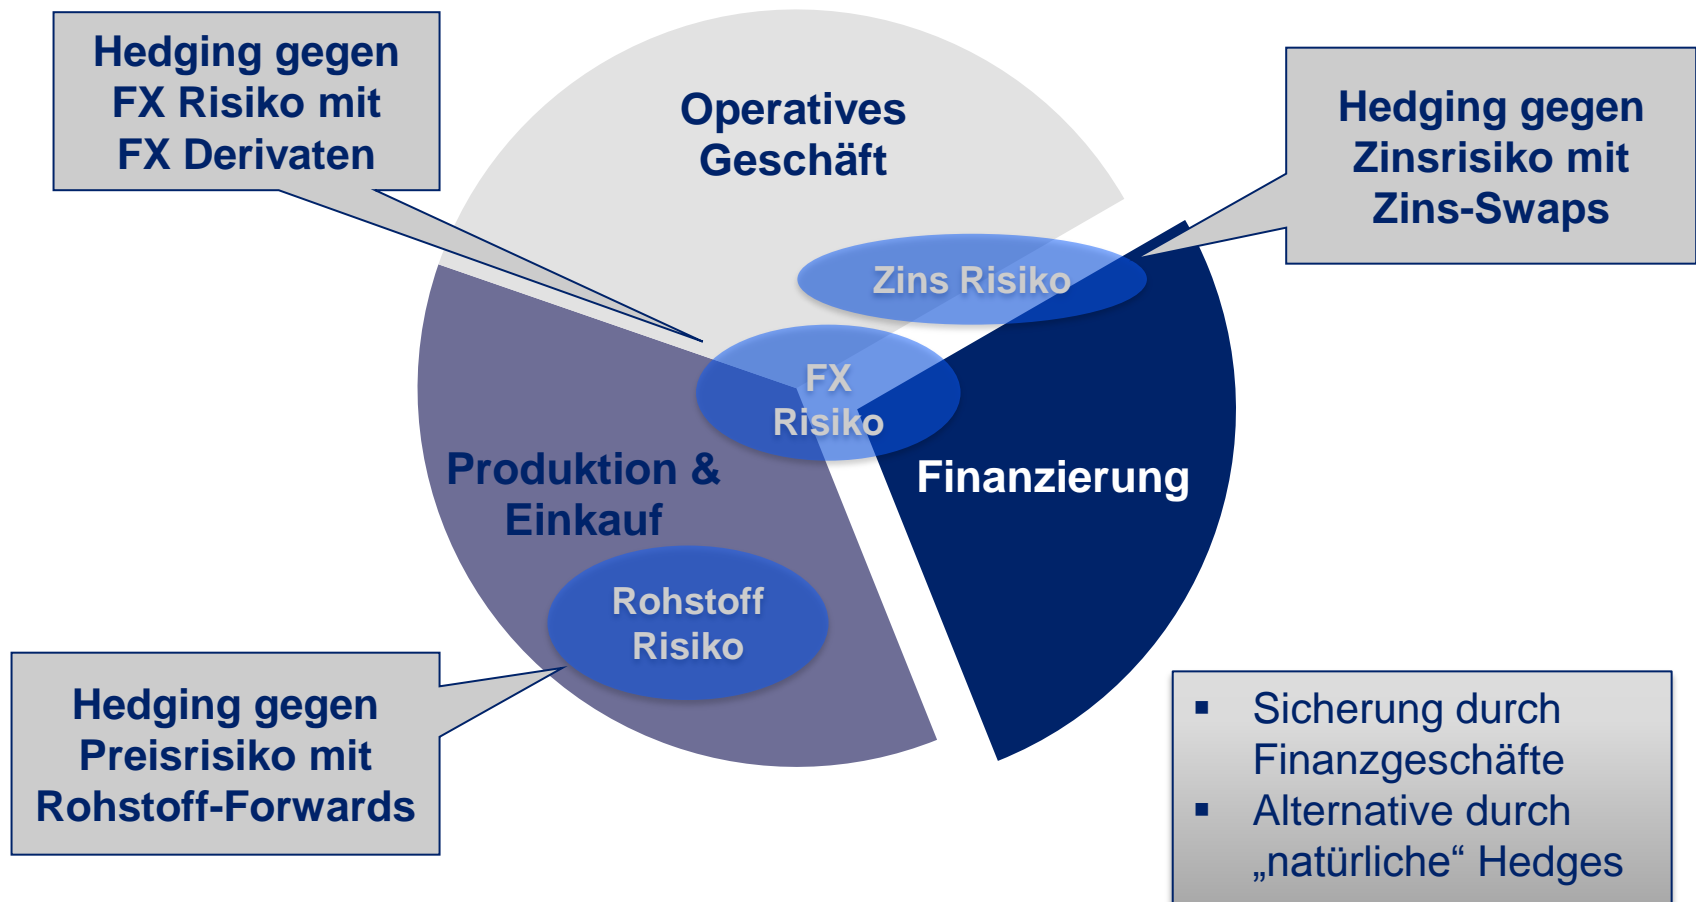 Hedging gegen
FX Risiko mit
FX Derivaten
Operatives
Geschäft
Hedging gegen
Zinsrisiko mit
Zins-Swaps
Zins Risiko
FX
Risiko
Produktion &
Einkauf
Finanzierung
Rohstoff
Risiko
Hedging gegen
Preisrisiko mit
Rohstoff-Forwards
▪ Sicherung durch
Finanzgeschäfte
▪ Alternative durch
„natürliche“ Hedges